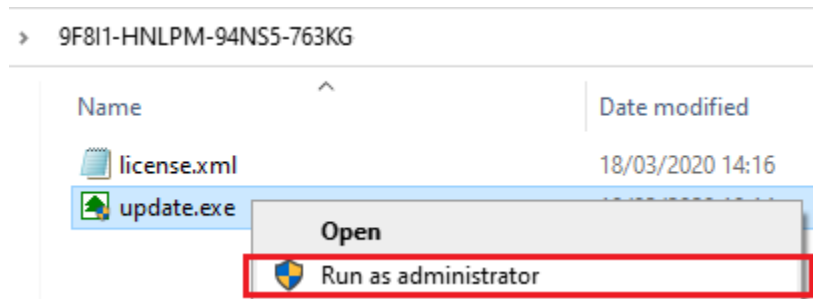 9F8I1-HNLPM-94NS5-763KG
Name Date modified
license.xml 18/03/2020 14:16
update.exe
Open
Run as administrator